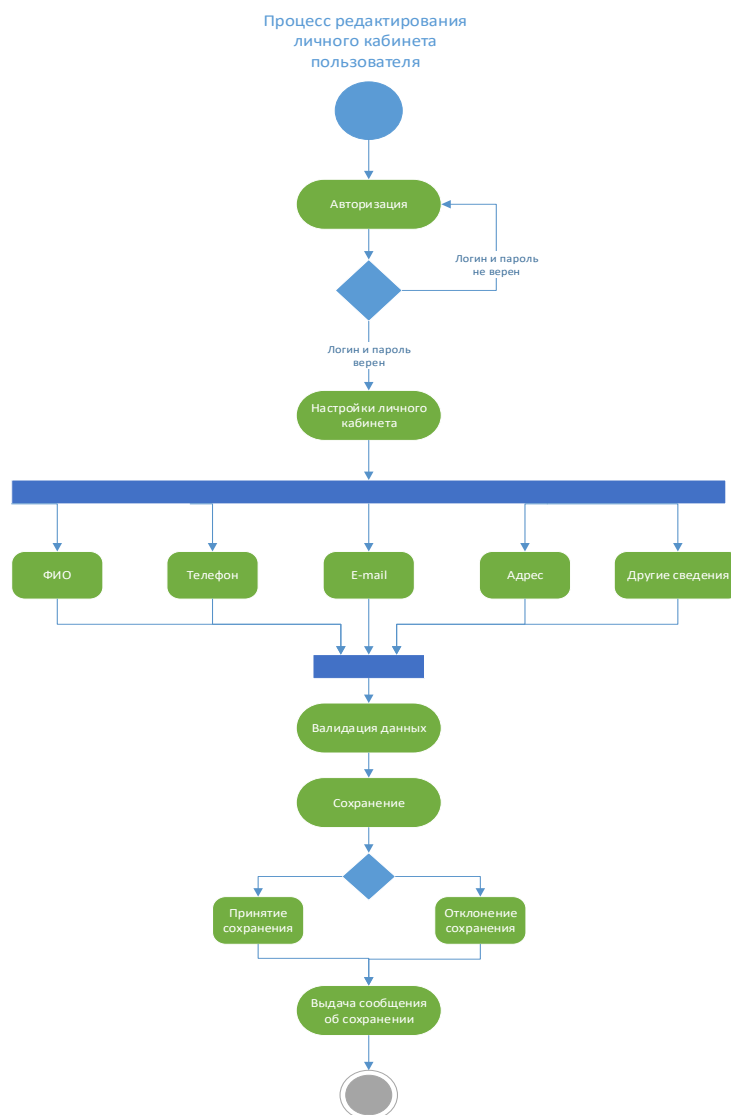 Процесс редактирования
личного кабинета
пользователя
Авторизация
Логин и пароль
не верен
Логин и пароль
верен
Настройки личного
кабинета
ФИО
Телефон
E-mail
Адрес
Другие сведения
Валидация данных
Сохранение
Принятие
сохранения
Отклонение
сохранения
Выдача сообщения
об сохранении